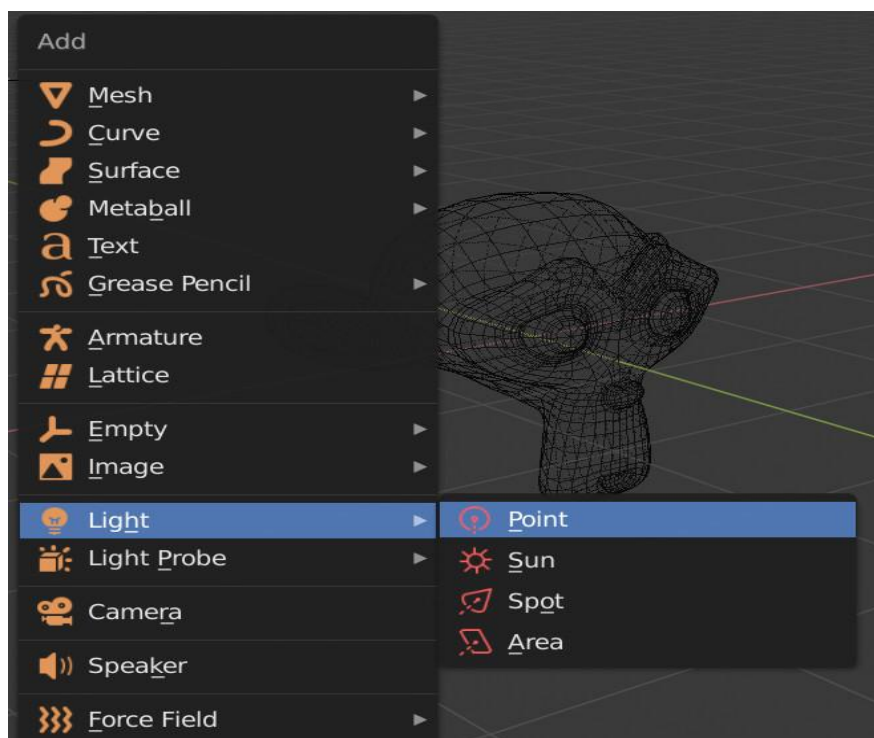 Add
Mesh
Curve
Surface
Metaball
Text
Grease Pencil
Armature
Lattice
Empty
Image
Light
Light Probe
Camera
Speaker
Force Field
Point
Sun
Spot
Area